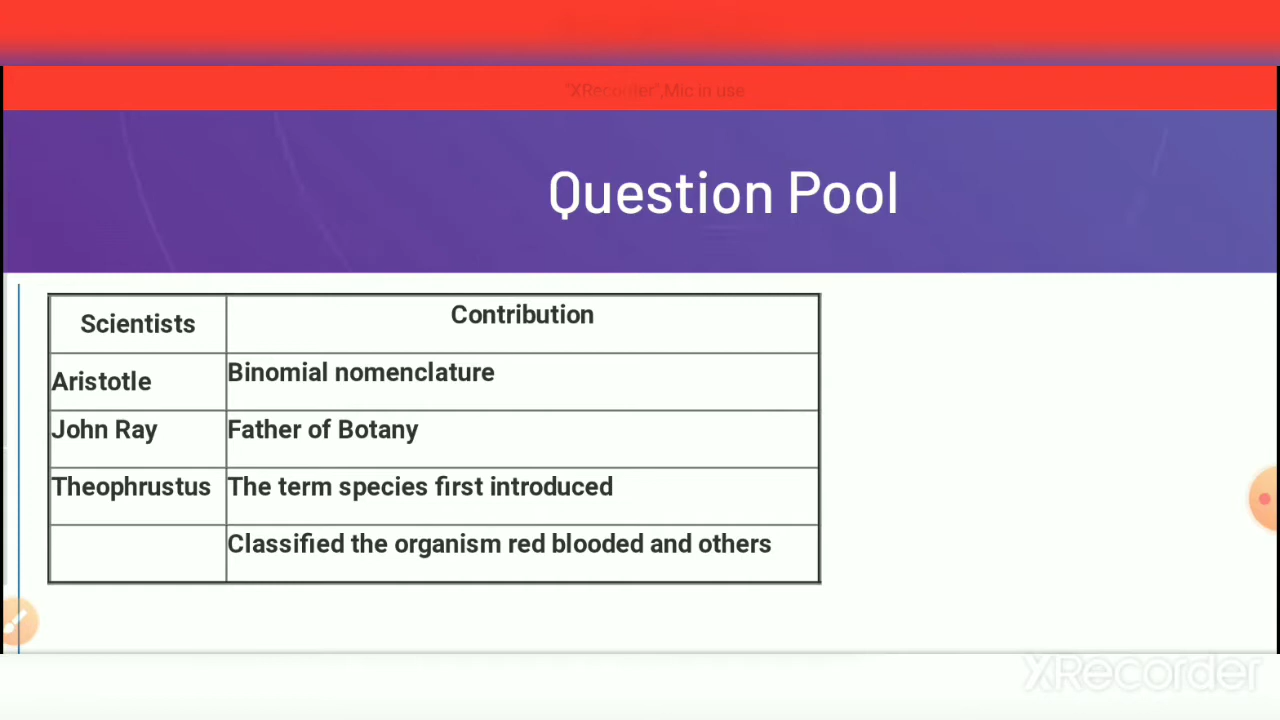 "XRecorder",Mic in use
Question Pool
Scientists Contribution
Aristotle Binomial nomenclature
John Ray Father of Botany
Theophrustus The term species first introduced
Classified the organism red blooded and others
XRecorder